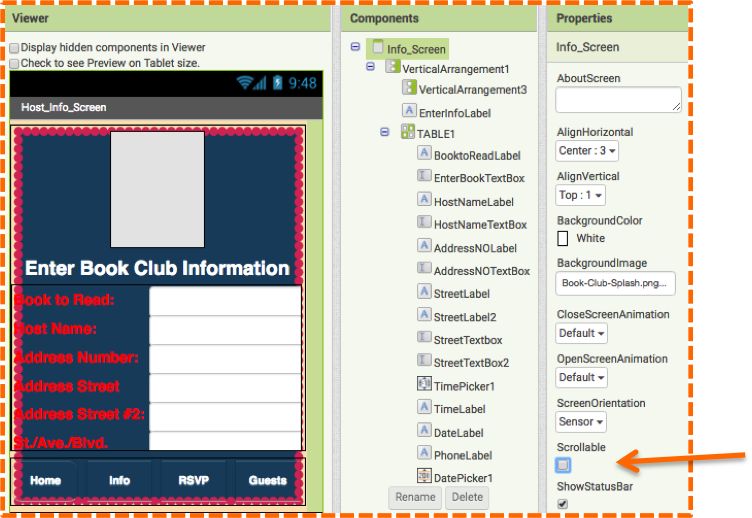 Viewer
Display hidden components in Viewer
Check to see Preview on Tablet size.
9:48
Host_Info_Screen
Enter Book Club Information
Book to Read:
Host Name:
Address Number:
Address Street
Address Street #2:
St./Ave./Blvd.
Home Info RSVP Guests
Components
Info_Screen
VerticalArrangement1
VerticalArrangement3
A EnterInfoLabel
TABLE1
A BooktoReadLabel
EnterBookTextBox
A HostNameLabel
HostNameTextBox
A AddressNOLabel
AddressNOTextBox
A StreetLabel
A StreetLabel2
StreetTextbox
StreetTextBox2
TimePicker1
A TimeLabel
A DateLabel
A PhoneLabel
DatePicker1
Rename Delete
Properties
Info_Screen
AboutScreen
AlignHorizontal
Center : 3
AlignVertical
Top : 1
BackgroundColor
White
BackgroundImage
Book-Club-Splash.png...
CloseScreenAnimation
Default
OpenScreenAnimation
Default
ScreenOrientation
Sensor
Scrollable
ShowStatusBar